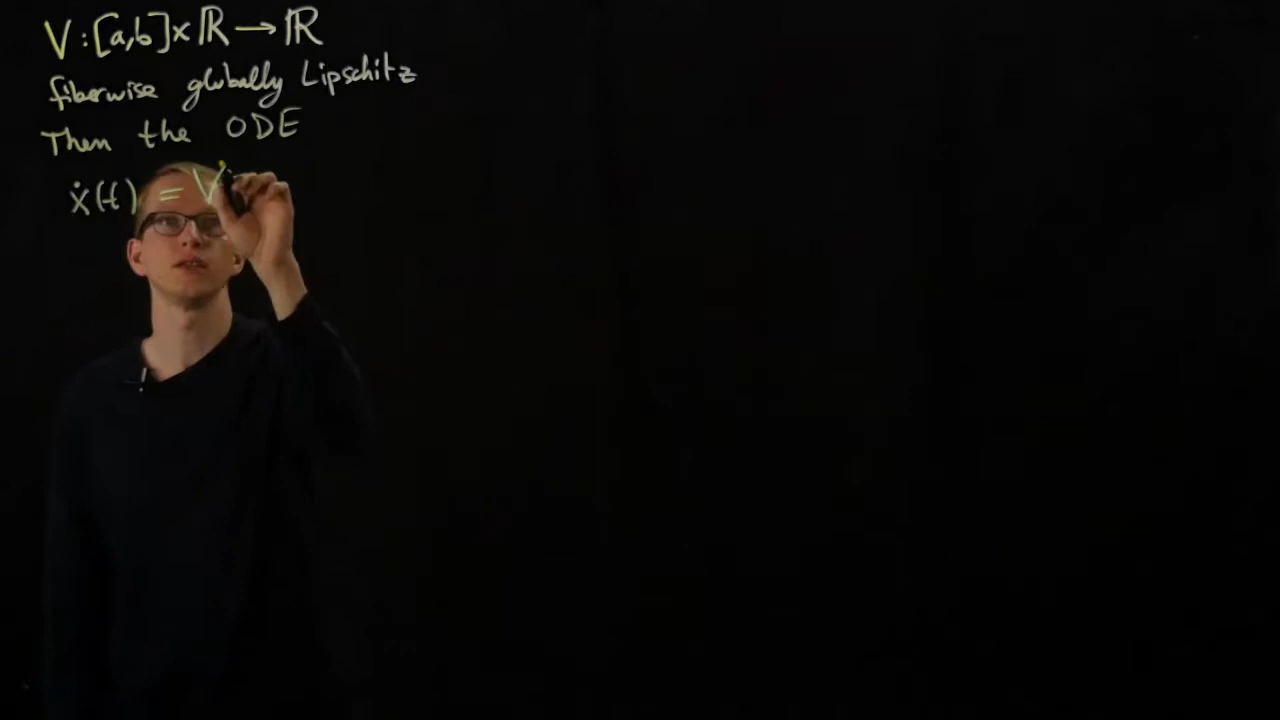 V : [a,b] × ℝ → ℝ
fiberwise globally Lipschitz
Then the ODE
ẋ(t) = V